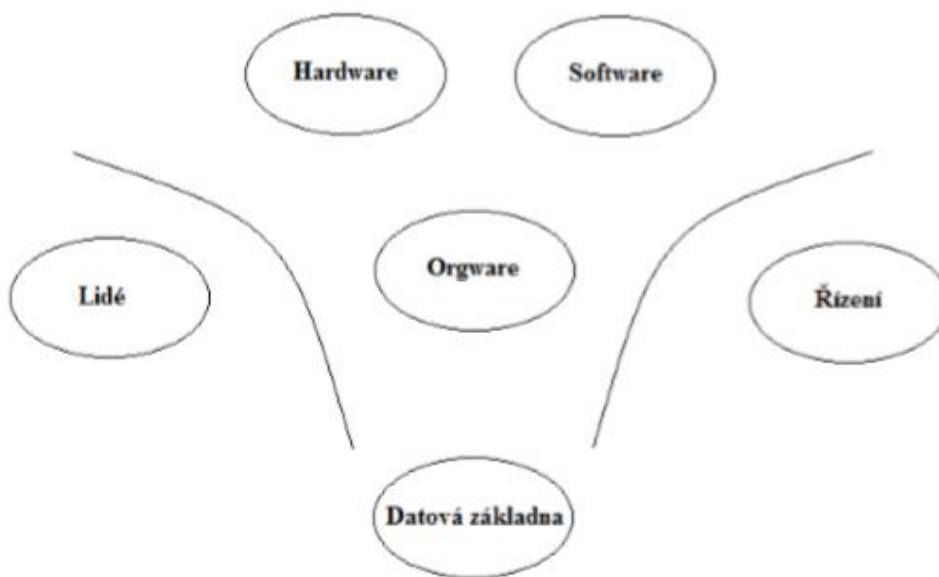 Hardware
Software
Orgware
Lidé
Řízení
Datová základna